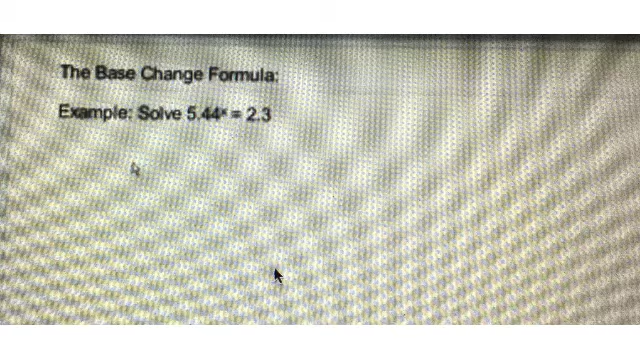 The Base Change Formula:
Example: Solve 5.44ˣ = 2.3